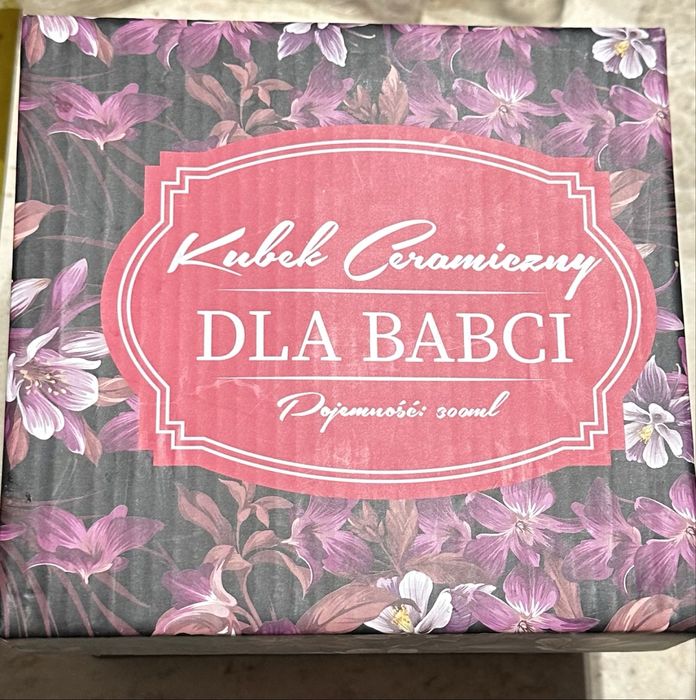 Kubek Ceramiczny
DLA BABCI
Pojemność: 300ml